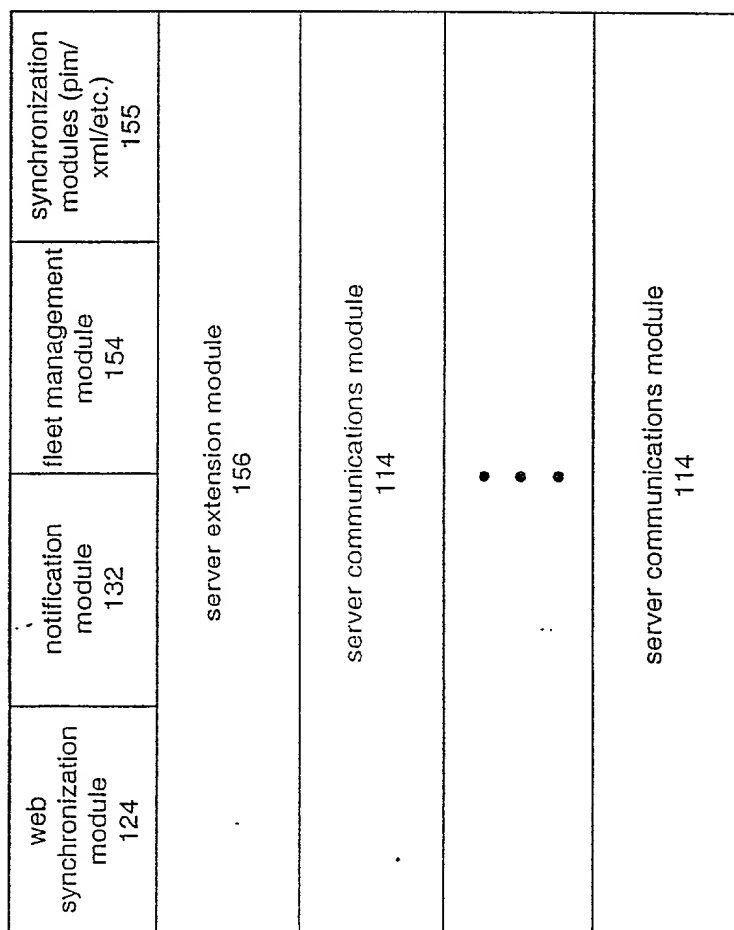 web
synchronization
module
124
notification
module
132
fleet management
module
154
synchronization
modules (pim/
xml/etc.)
155
server extension module
156
server communications module
114
server communications module
114